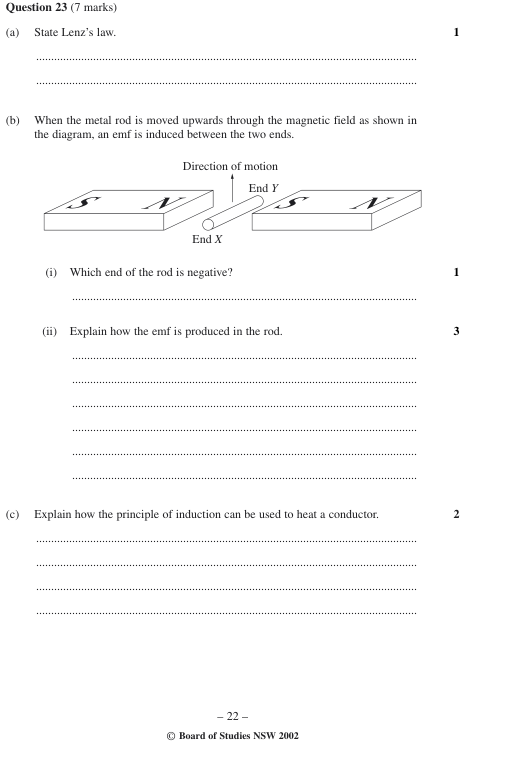 Question 23 (7 marks)
(a) State Lenz's law. 1
(b) When the metal rod is moved upwards through the magnetic field as shown in
the diagram, an emf is induced between the two ends.
Direction of motion
End Y
S N S N
End X
(i) Which end of the rod is negative? 1
(ii) Explain how the emf is produced in the rod. 3
(c) Explain how the principle of induction can be used to heat a conductor. 2
– 22 –
© Board of Studies NSW 2002